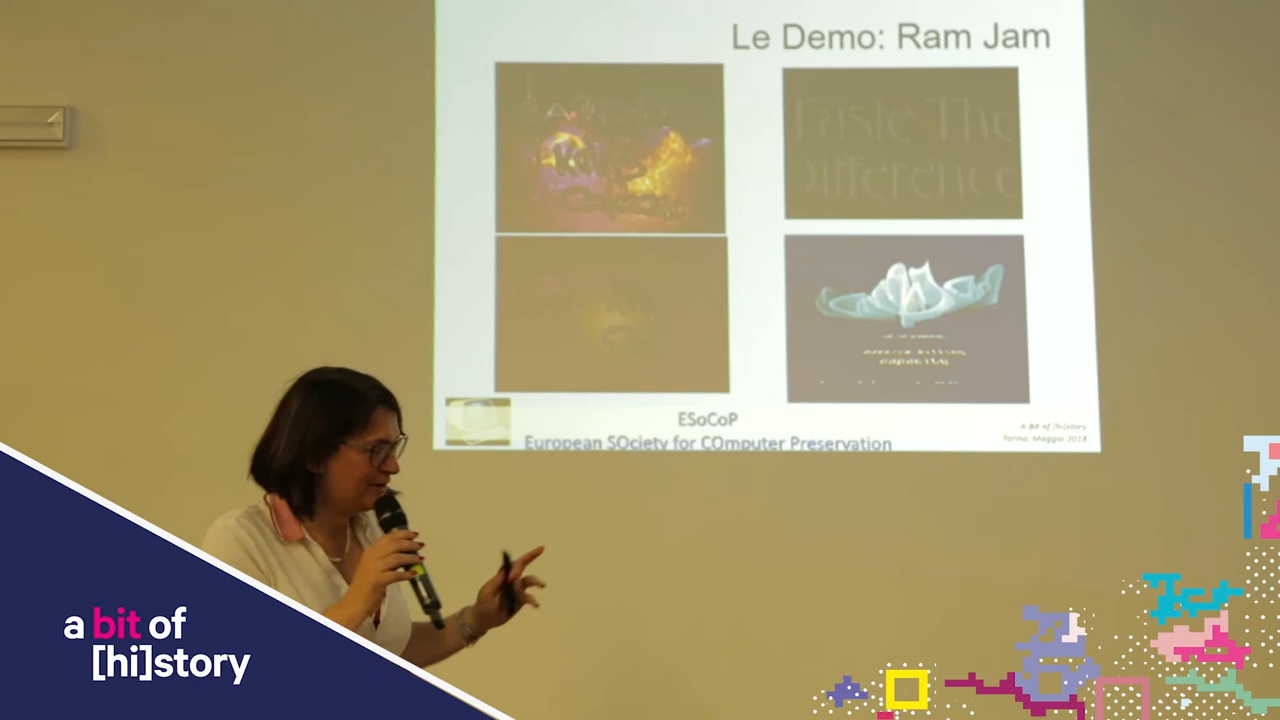 Le Demo: Ram Jam
Taste The
Difference
capacity.
ESoCoP
European SOciety for COmputer Preservation
A Bit of [hi]story
Torino, Maggio 2018
a bit of
[hi]story